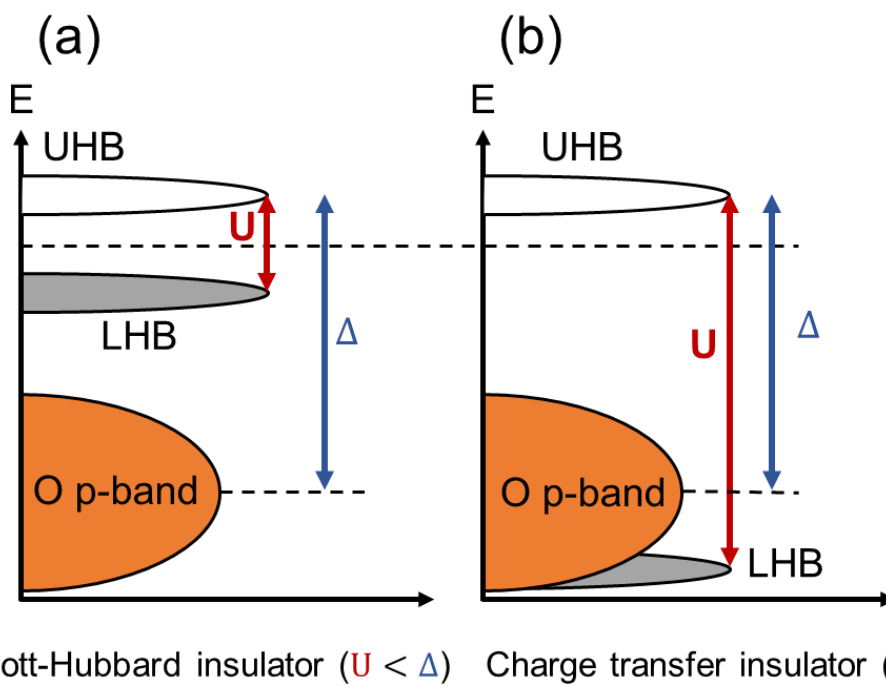 (a) (b)
E E
UHB UHB
U
LHB Δ U Δ
O p-band O p-band
LHB
ott-Hubbard insulator (U < Δ) Charge transfer insulator (